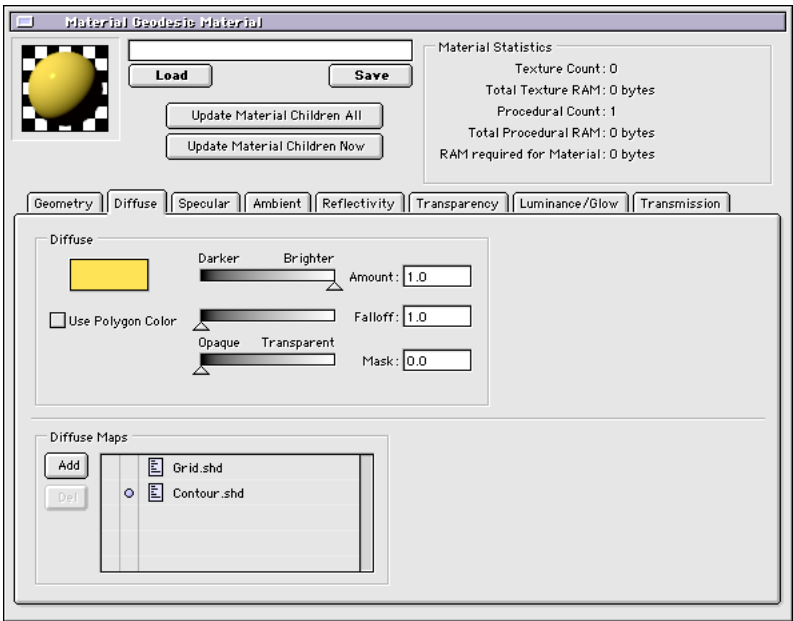 Material Geodesic Material
Load
Save
Update Material Children All
Update Material Children Now
Material Statistics
Texture Count: 0
Total Texture RAM: 0 bytes
Procedural Count: 1
Total Procedural RAM: 0 bytes
RAM required for Material: 0 bytes
Geometry Diffuse Specular Ambient Reflectivity Transparency Luminance/Glow Transmission
Diffuse
Darker Brighter
Amount: 1.0
Use Polygon Color
Falloff: 1.0
Opaque Transparent
Mask: 0.0
Diffuse Maps
Add
Del
Grid.shd
Contour.shd